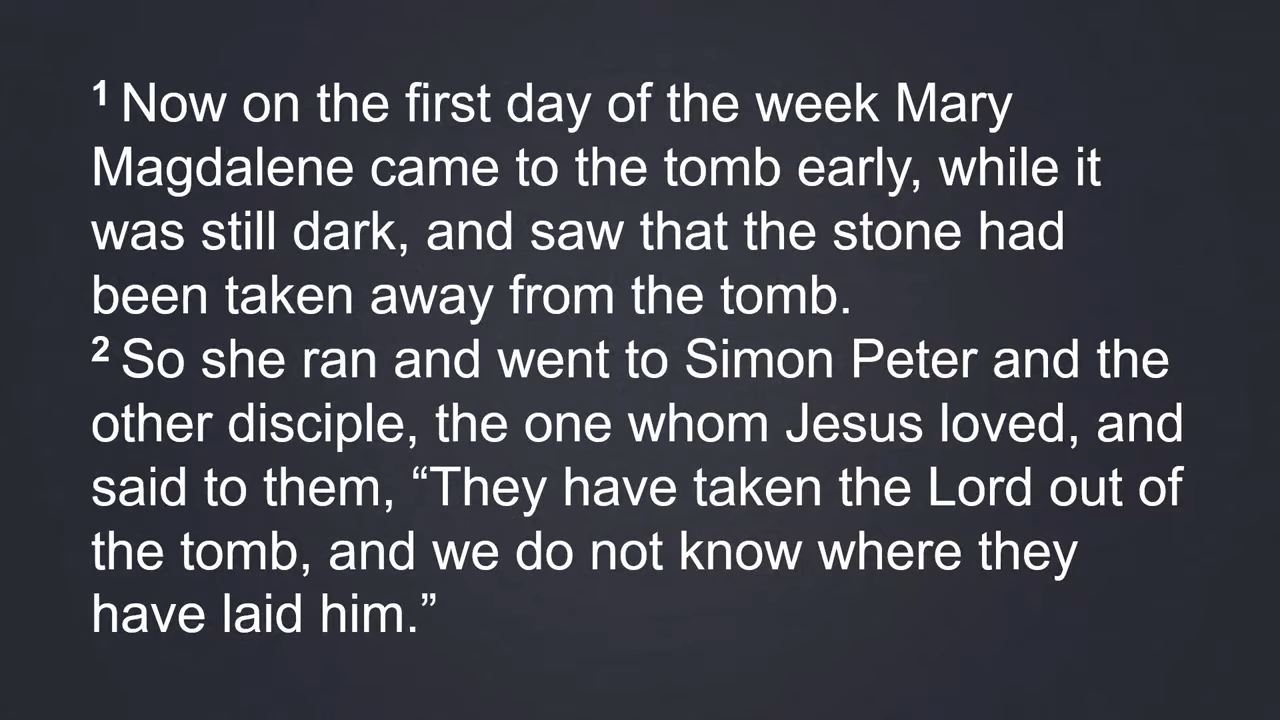 1 Now on the first day of the week Mary
Magdalene came to the tomb early, while it
was still dark, and saw that the stone had
been taken away from the tomb.
2 So she ran and went to Simon Peter and the
other disciple, the one whom Jesus loved, and
said to them, “They have taken the Lord out of
the tomb, and we do not know where they
have laid him.”